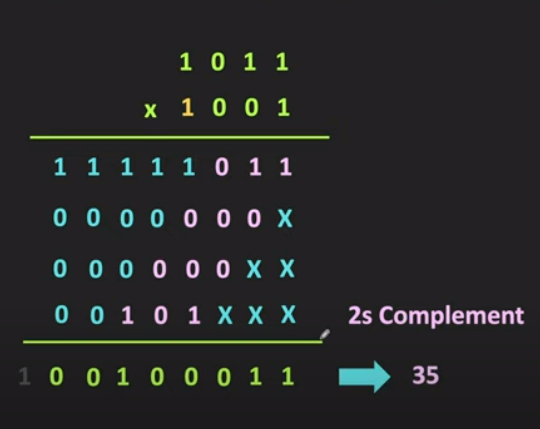 1 0 1 1
x 1 0 0 1
1 1 1 1 1 0 1 1
0 0 0 0 0 0 0 X
0 0 0 0 0 0 X X
0 0 1 0 1 X X X 2s Complement
1 0 0 1 0 0 0 1 1 35